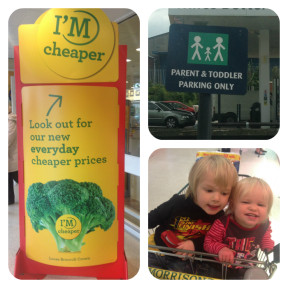 I'M
cheaper
Look out for
our new
everyday
cheaper prices
I'M
cheaper
PARENT & TODDLER
PARKING ONLY
MORRISONS